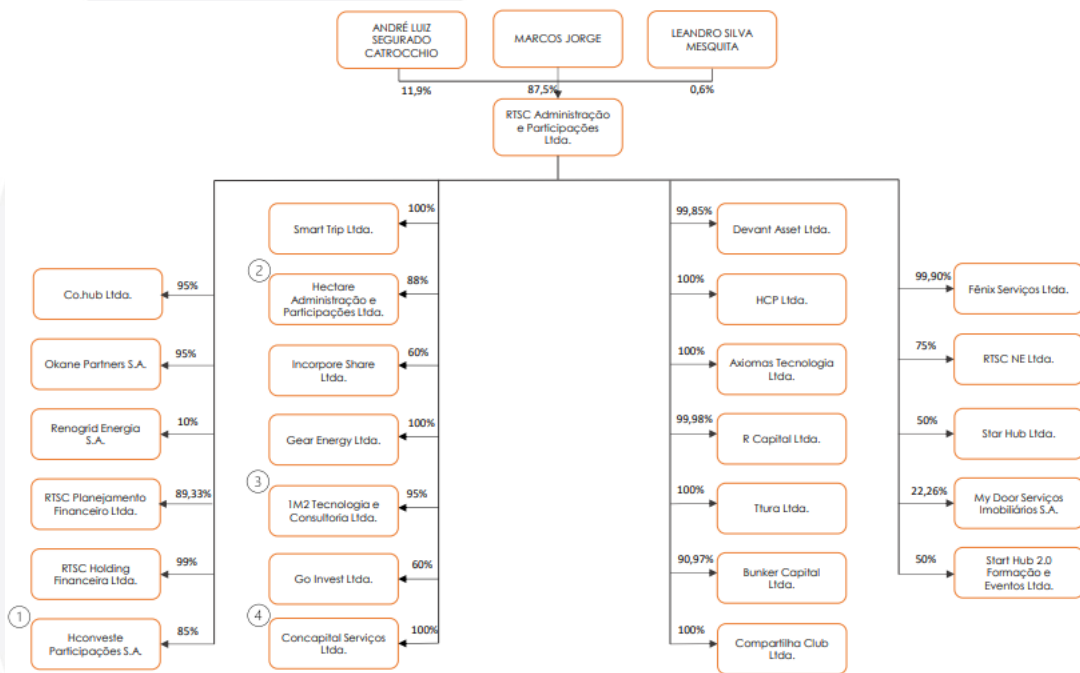 ANDRÉ LUIZ
SEGURADO
CATROCCHIO
MARCOS JORGE
LEANDRO SILVA
MESQUITA
11,9%
87,5%
0,6%
RTSC Administração
e Participações
Ltda.
95%
Co.hub Ltda.
95%
Okane Partners S.A.
10%
Renogrid Energia
S.A.
89,33%
RTSC Planejamento
Financeiro Ltda.
99%
RTSC Holding
Financeira Ltda.
1
85%
Hconveste
Participações S.A.
100%
Smart Trip Ltda.
2
88%
Hectare
Administração e
Participações Ltda.
60%
Incorpore Share
Ltda.
100%
Gear Energy Ltda.
3
95%
1M2 Tecnologia e
Consultoria Ltda.
60%
Go Invest Ltda.
4
100%
Concapital Serviços
Ltda.
99,85%
Devant Asset Ltda.
100%
HCP Ltda.
100%
Axiomas Tecnologia
Ltda.
99,98%
R Capital Ltda.
100%
Ttura Ltda.
90,97%
Bunker Capital
Ltda.
100%
Compartilha Club
Ltda.
99,90%
Fênix Serviços Ltda.
75%
RTSC NE Ltda.
50%
Star Hub Ltda.
22,26%
My Door Serviços
Imobiliários S.A.
50%
Start Hub 2.0
Formação e
Eventos Ltda.